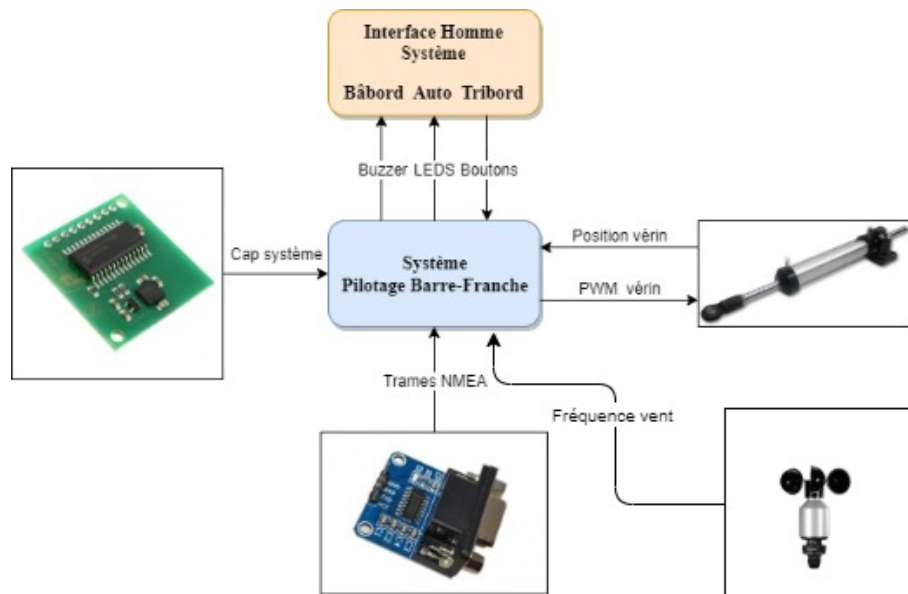 Interface Homme
Système
Bâbord Auto Tribord
Buzzer LEDS Boutons
Cap système
Système
Pilotage Barre-Franche
Position vérin
PWM vérin
Trames NMEA
Fréquence vent